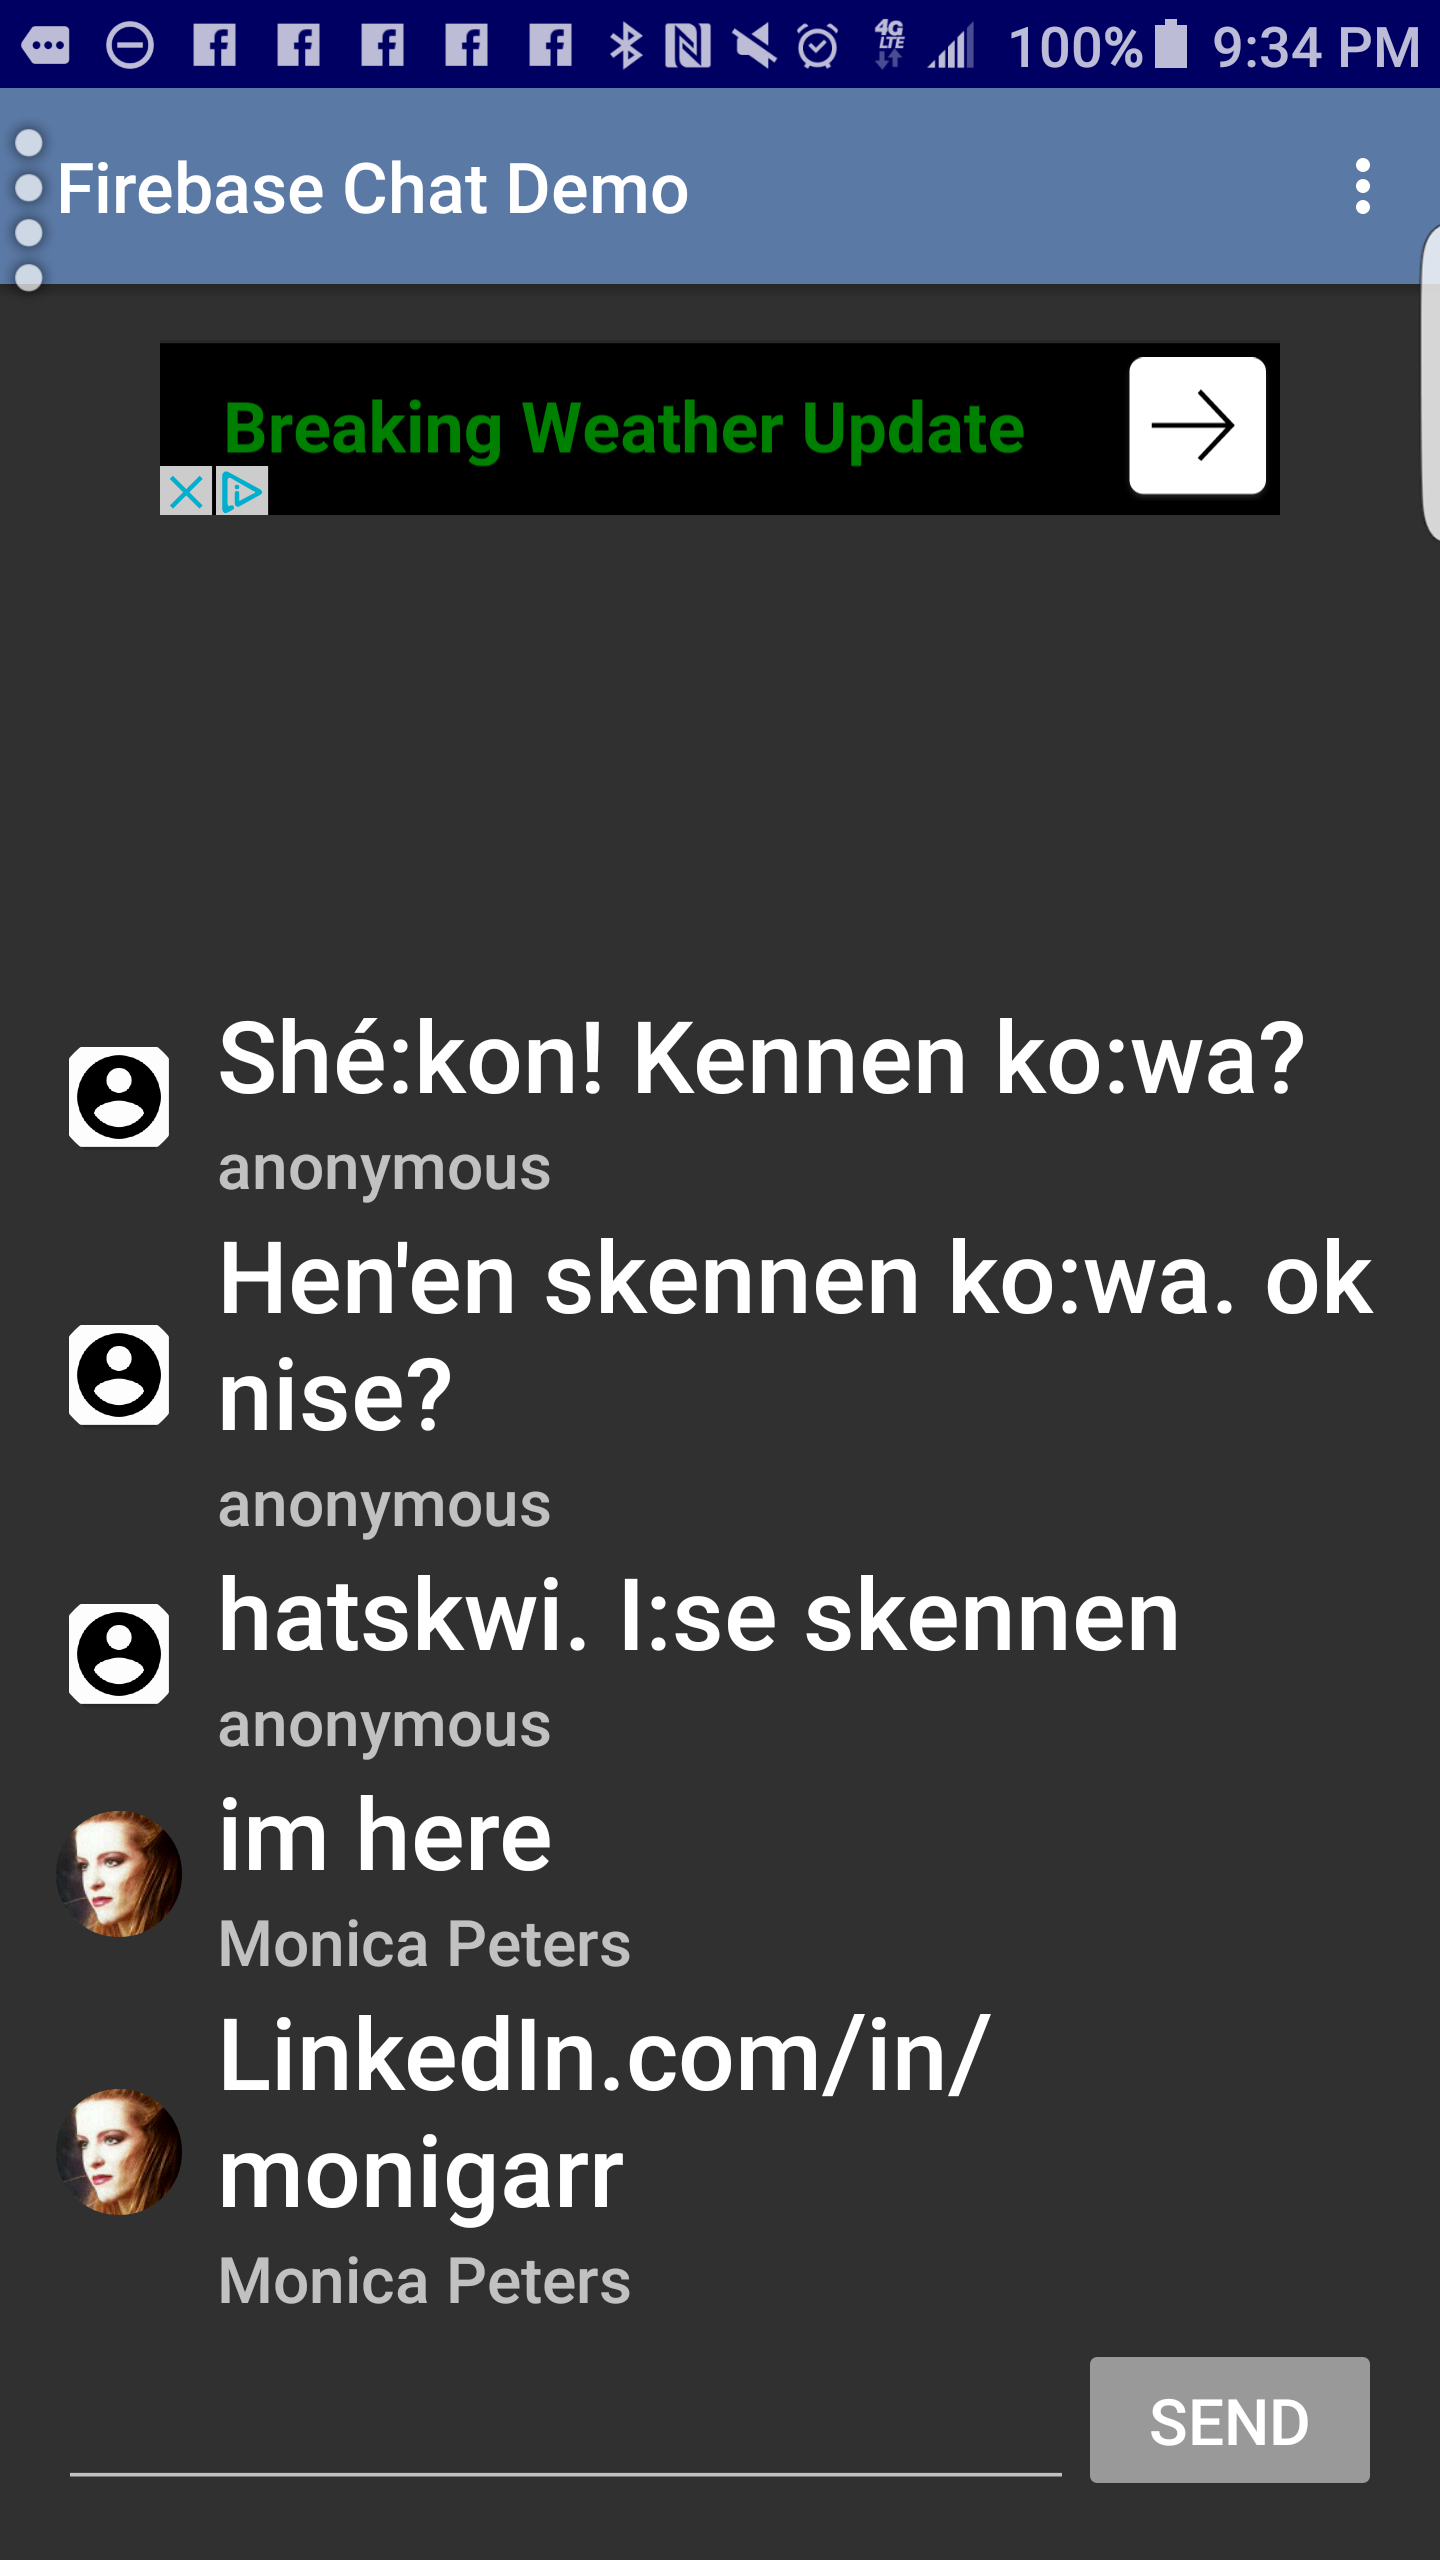 4G LTE 100% 9:34 PM
Firebase Chat Demo
Breaking Weather Update
Shé:kon! Kennen ko:wa?
anonymous
Hen'en skennen ko:wa. ok
nise?
anonymous
hatskwi. I:se skennen
anonymous
im here
Monica Peters
LinkedIn.com/in/
monigarr
Monica Peters
SEND